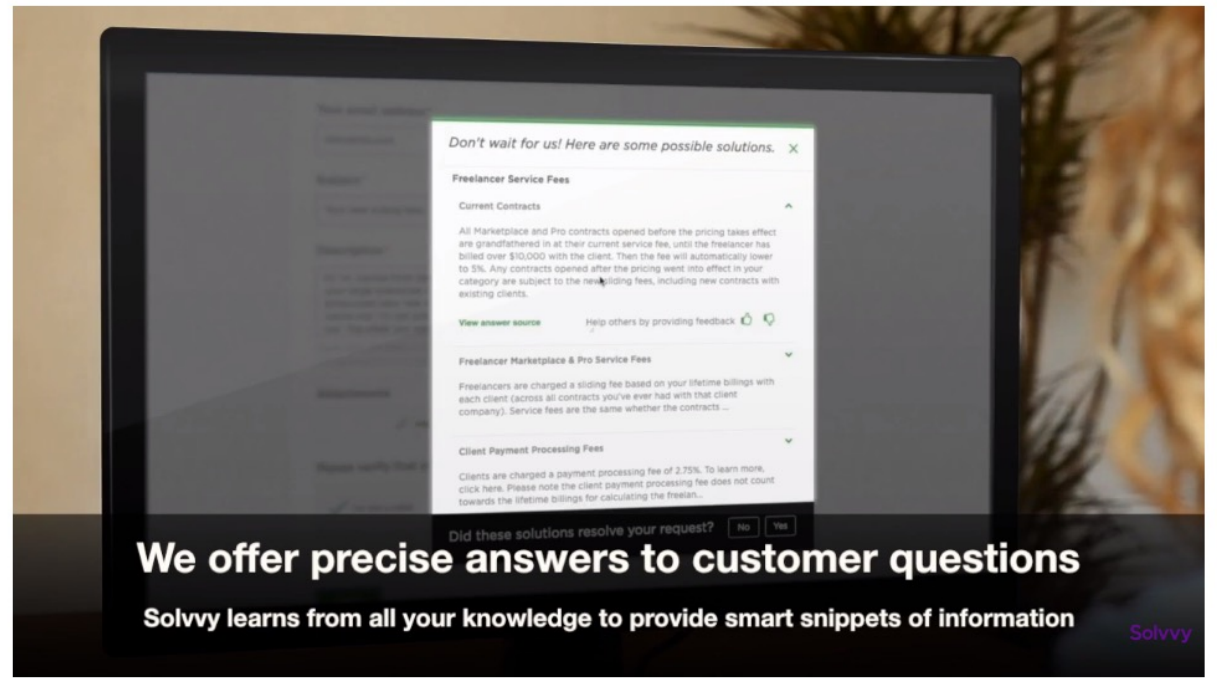 Don't wait for us! Here are some possible solutions. X
Freelancer Service Fees
Current Contracts
All Marketplace and Pro contracts opened before the pricing takes effect
are grandfathered in at their current service fee, until the freelancer has
billed over $10,000 with the client. Then the fee will automatically lower
to 5%. Any contracts opened after the pricing went into effect in your
category are subject to the new sliding fees, including new contracts with
existing clients.
View answer source Help others by providing feedback
Freelancer Marketplace & Pro Service Fees
Freelancers are charged a sliding fee based on your lifetime billings with
each client (across all contracts you've ever had with that client
company). Service fees are the same whether the contracts ...
Client Payment Processing Fees
Clients are charged a payment processing fee of 2.75%. To learn more,
click here. Please note the client payment processing fee does not count
towards the lifetime billings for calculating the freelan...
Did these solutions resolve your request? No Yes
We offer precise answers to customer questions
Solvvy learns from all your knowledge to provide smart snippets of information
Solvvy